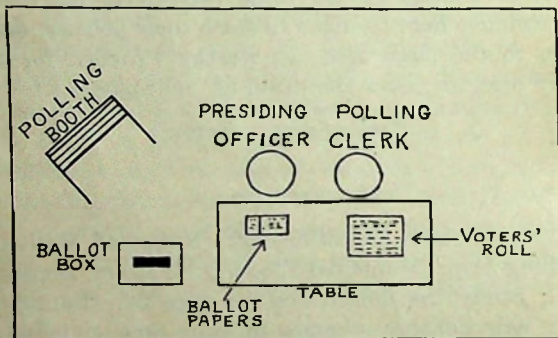 POLLING
BOOTH
PRESIDING
OFFICER
POLLING
CLERK
BALLOT
BOX
BALLOT
PAPERS
VOTERS'
ROLL
TABLE